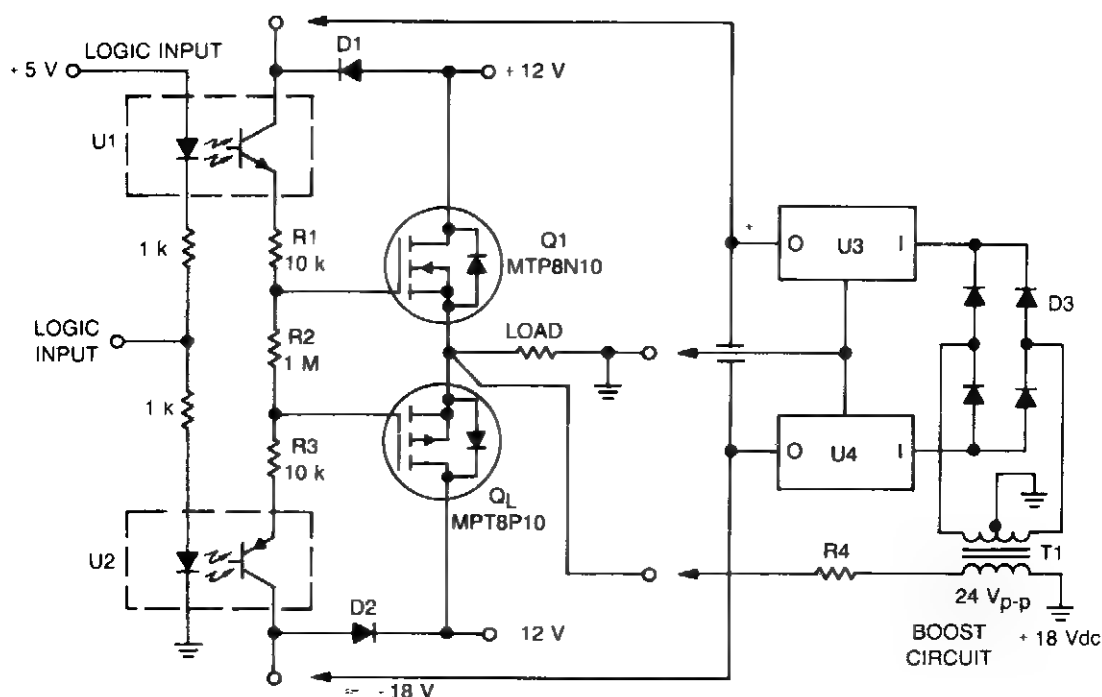 LOGIC INPUT
+ 5 V
D1
+ 12 V
U1
1 k
R1
10 k
Q1
MTP8N10
+
O U3 I
D3
LOGIC
INPUT
R2
1 M
LOAD
1 k
R3
10 k
QL
MPT8P10
O U4 I
U2
R4
T1
24 Vp-p
D2
12 V
BOOST
CIRCUIT
+ 18 Vdc
- 18 V